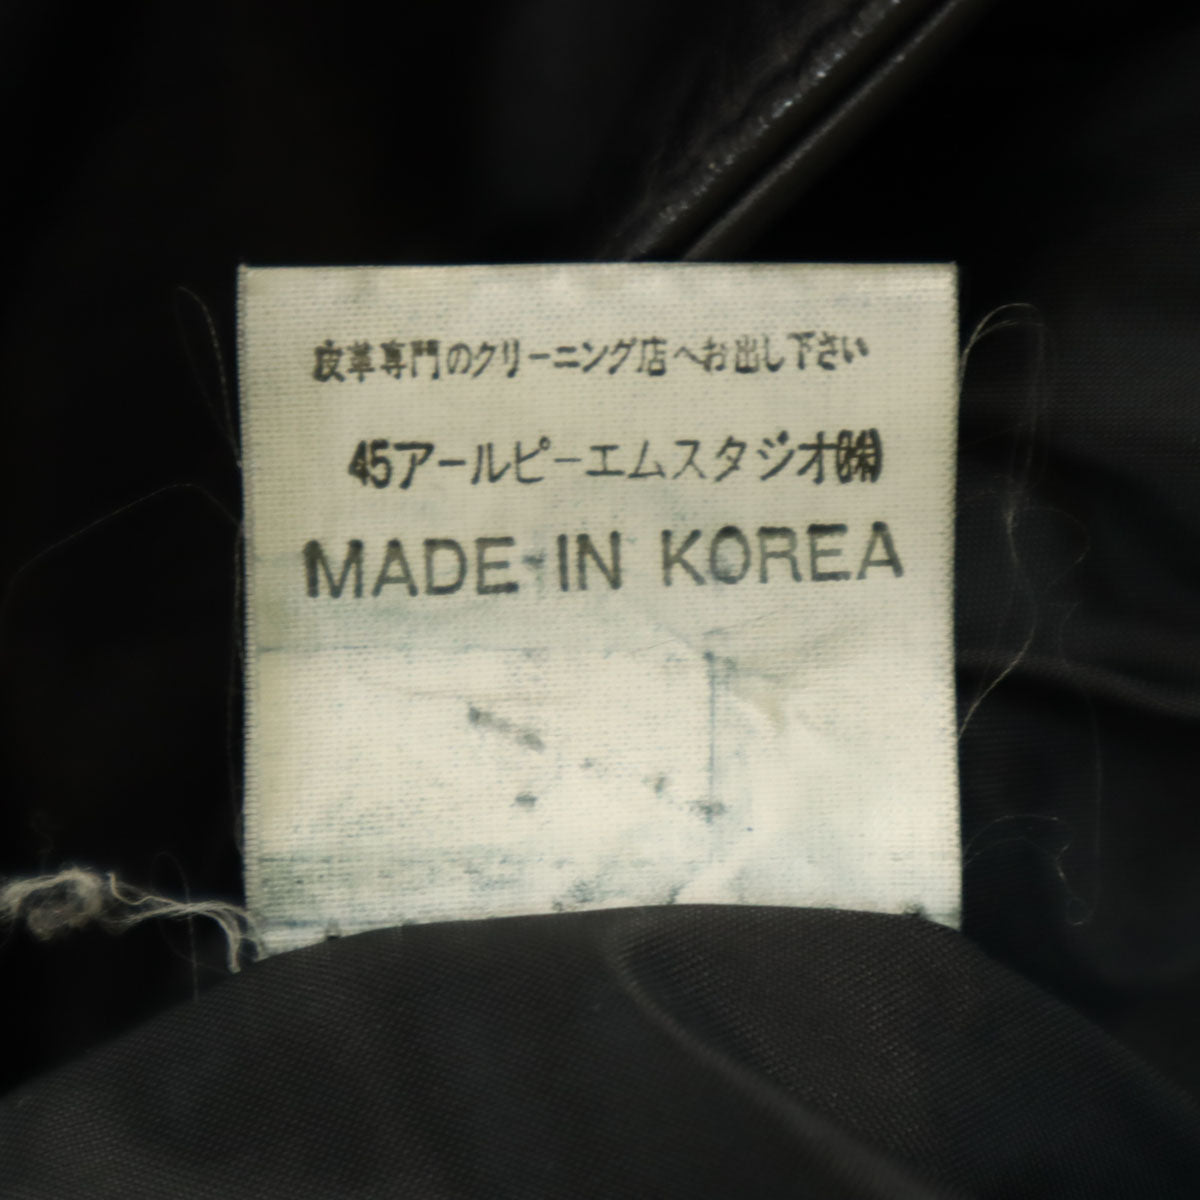 皮革専門のクリーニング店へお出し下さい
45アールピーエムスタジオ㈱
MADE IN KOREA